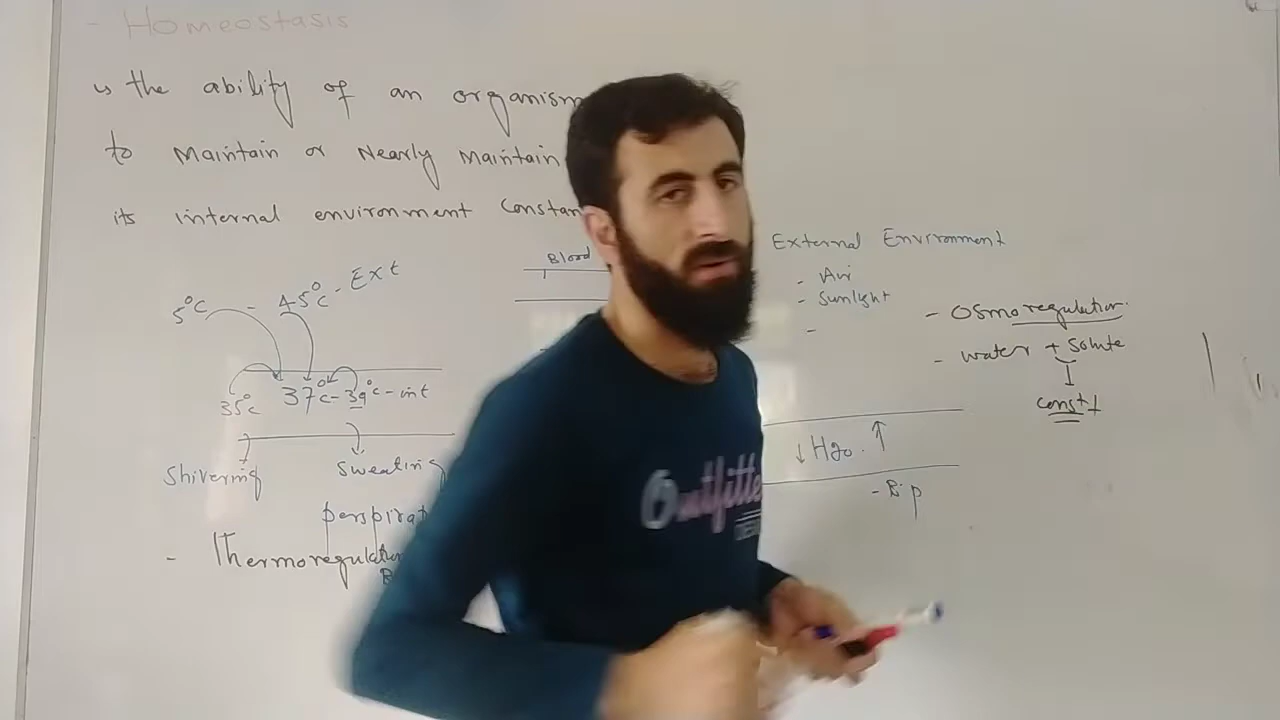 - Homeostasis
is the ability of an organism
to Maintain or Nearly Maintain
its internal environment Constan
5°C - 45°C - Ext
35°C 37°C - 39°C - int
Shivering Sweating
perspirat
- Thermoregulation
Blood
External Environment
- Air
- Sunlight
-
↓ H2O. ↑
- B.p
- Osmoregulation.
- water + Solute
const
Outfitte